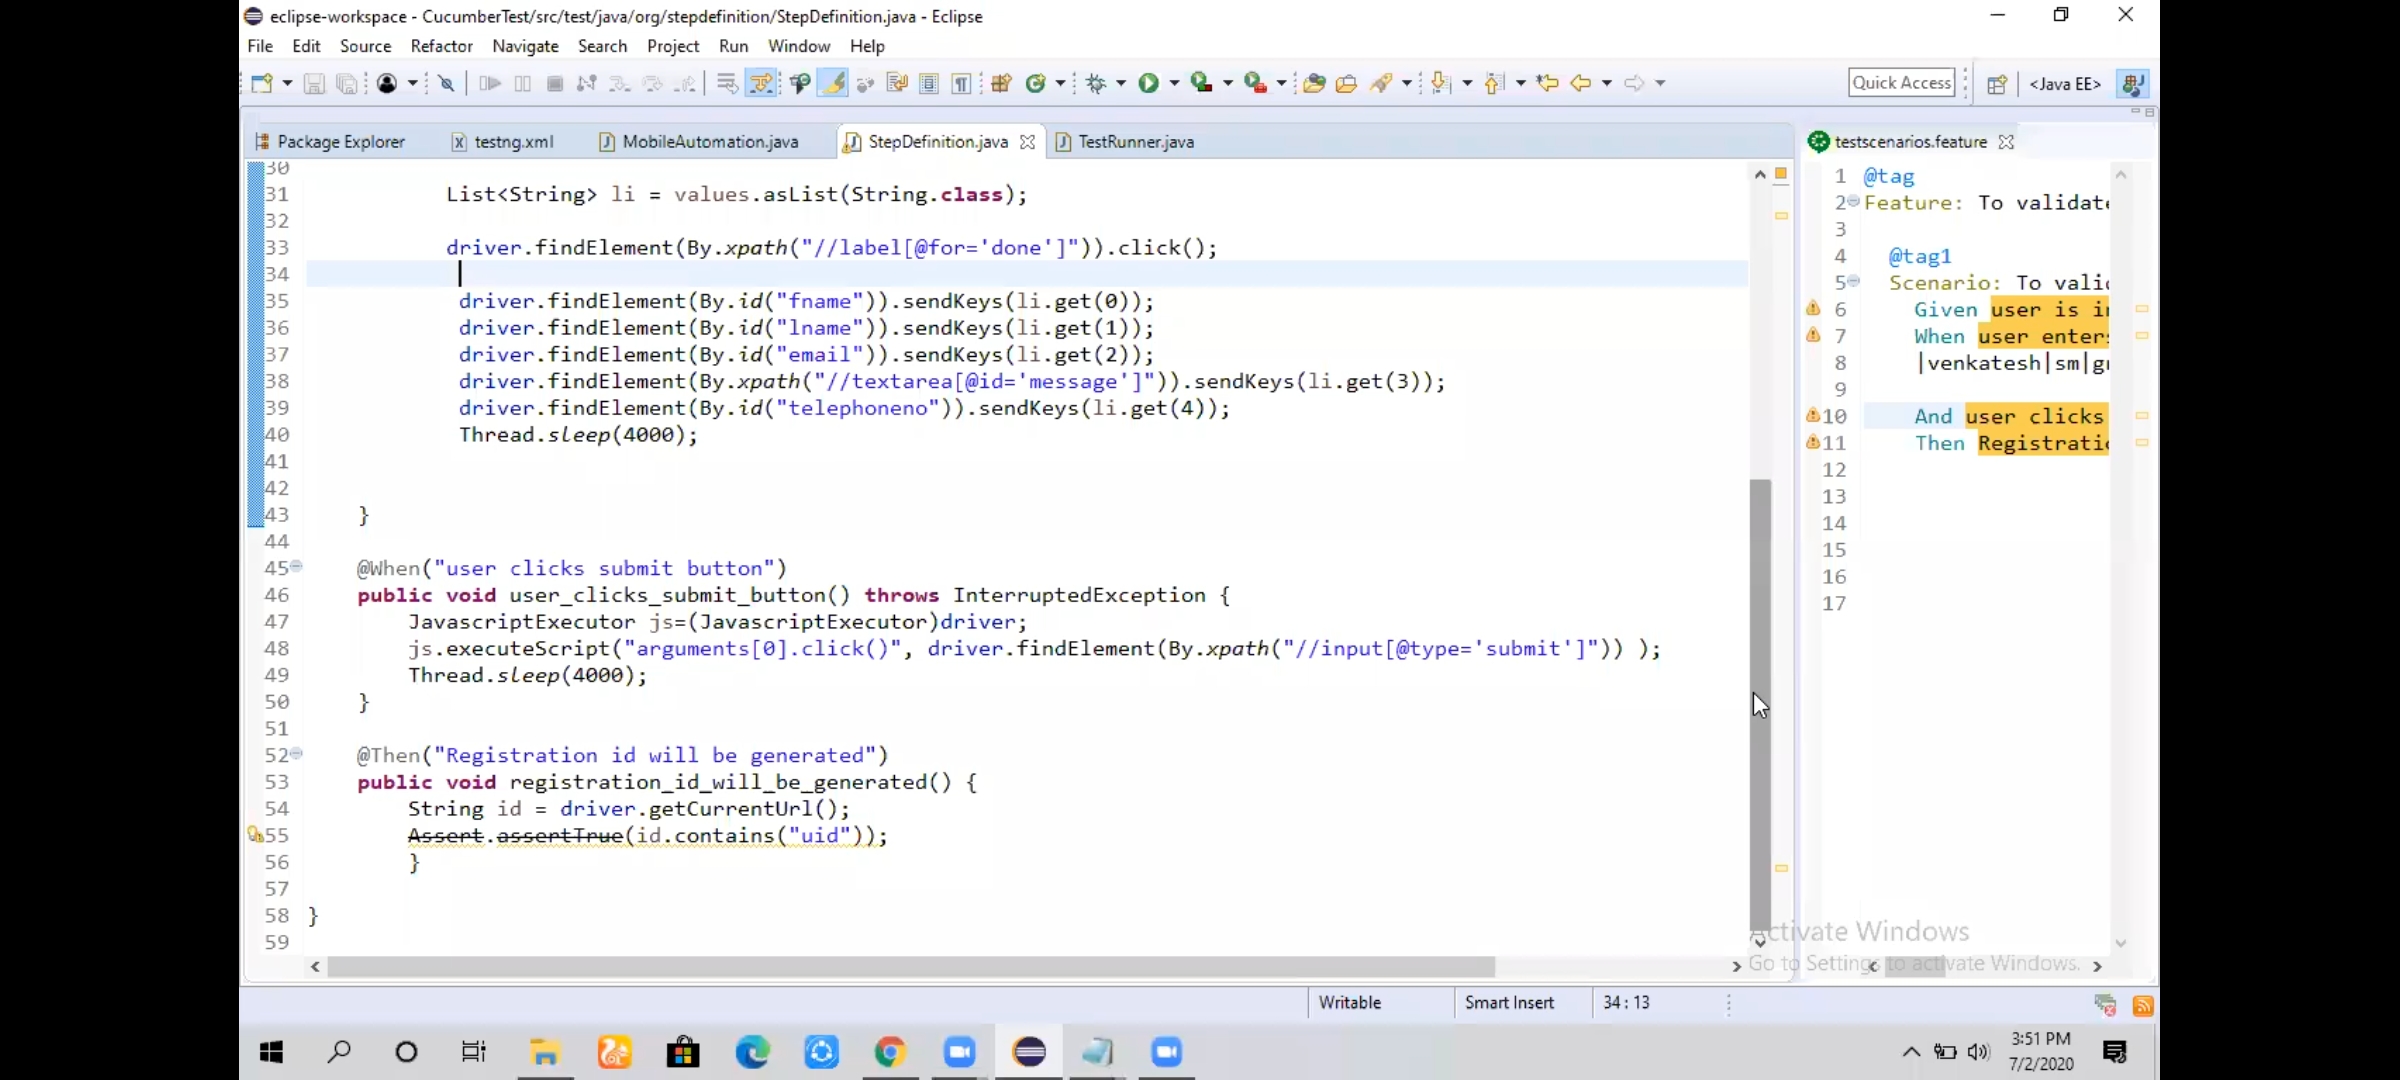 eclipse-workspace - CucumberTest/src/test/java/org/stepdefinition/StepDefinition.java - Eclipse
File Edit Source Refactor Navigate Search Project Run Window Help
Quick Access <Java EE>
Package Explorer testng.xml MobileAutomation.java StepDefinition.java TestRunner.java
30
31 List<String> li = values.asList(String.class);
32
33 driver.findElement(By.xpath("//label[@for='done']")).click();
34
35 driver.findElement(By.id("fname")).sendKeys(li.get(0));
36 driver.findElement(By.id("lname")).sendKeys(li.get(1));
37 driver.findElement(By.id("email")).sendKeys(li.get(2));
38 driver.findElement(By.xpath("//textarea[@id='message']")).sendKeys(li.get(3));
39 driver.findElement(By.id("telephoneno")).sendKeys(li.get(4));
40 Thread.sleep(4000);
41
42
43 }
44
45 @When("user clicks submit button")
46 public void user_clicks_submit_button() throws InterruptedException {
47 JavascriptExecutor js=(JavascriptExecutor)driver;
48 js.executeScript("arguments[0].click()", driver.findElement(By.xpath("//input[@type='submit']")) );
49 Thread.sleep(4000);
50 }
51
52 @Then("Registration id will be generated")
53 public void registration_id_will_be_generated() {
54 String id = driver.getCurrentUrl();
55 Assert.assertTrue(id.contains("uid"));
56 }
57
58 }
59
testscenarios.feature
1 @tag
2 Feature: To validat
3
4 @tag1
5 Scenario: To vali
6 Given user is i
7 When user enter
8 |venkatesh|sm|g
9
10 And user clicks
11 Then Registrati
12
13
14
15
16
17
Activate Windows
Go to Settings to activate Windows.
Writable Smart Insert 34 : 13
3:51 PM
7/2/2020